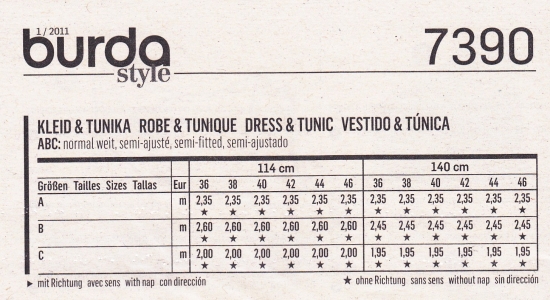 1/2011
burda
style
7390
KLEID & TUNIKA ROBE & TUNIQUE DRESS & TUNIC VESTIDO & TÚNICA
ABC: normal weit, semi-ajusté, semi-fitted, semi-ajustado
114 cm 140 cm
Größen Tailles Sizes Tallas Eur 36 38 40 42 44 46 36 38 40 42 44 46
A m 2,35 2,35 2,35 2,35 2,35 2,35 2,35 2,35 2,35 2,35 2,35 2,35
★ ★ ★ ★ ★ ★ ★ ★ ★ ★ ★ ★
B m 2,60 2,60 2,60 2,60 2,60 2,60 2,45 2,45 2,45 2,45 2,45 2,45
★ ★ ★ ★ ★ ★ ★ ★ ★ ★ ★ ★
C m 2,00 2,00 2,00 2,00 2,00 2,00 1,95 1,95 1,95 1,95 1,95 1,95
★ ★ ★ ★ ★ ★ ★ ★ ★ ★ ★ ★
► mit Richtung avec sens with nap con dirección ★ ohne Richtung sans sens without nap sin dirección